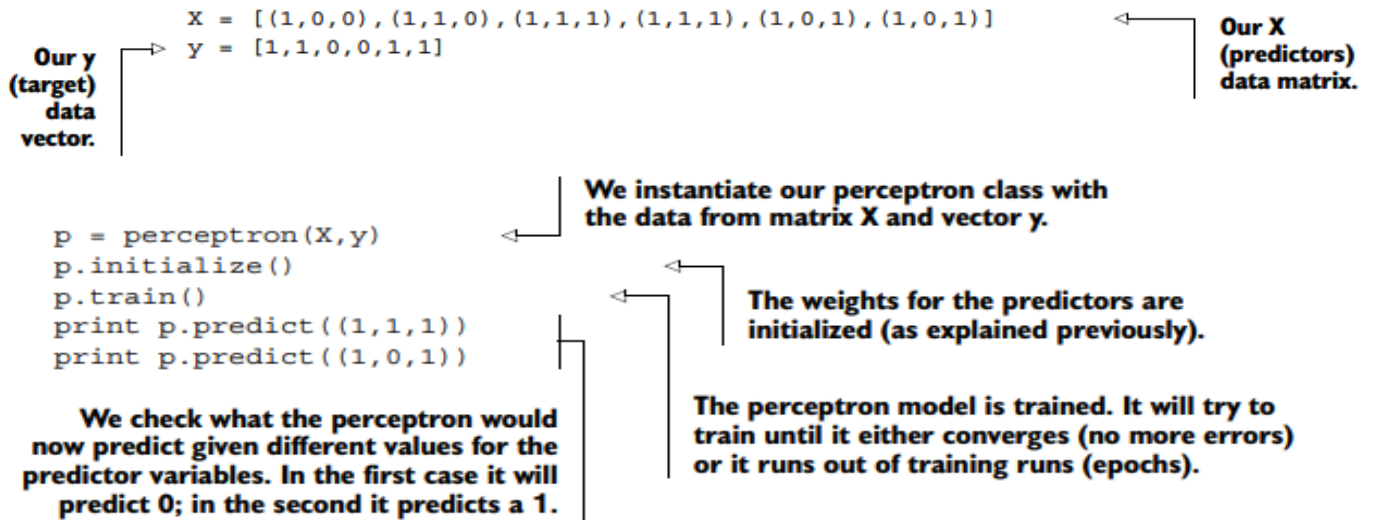 X = [(1,0,0),(1,1,0),(1,1,1),(1,1,1),(1,0,1),(1,0,1)]
Our X
(predictors)
data matrix.
y = [1,1,0,0,1,1]
Our y
(target)
data
vector.
We instantiate our perceptron class with
the data from matrix X and vector y.
p = perceptron(X,y)
p.initialize()
p.train()
print p.predict((1,1,1))
print p.predict((1,0,1))
The weights for the predictors are
initialized (as explained previously).
The perceptron model is trained. It will try to
train until it either converges (no more errors)
or it runs out of training runs (epochs).
We check what the perceptron would
now predict given different values for the
predictor variables. In the first case it will
predict 0; in the second it predicts a 1.